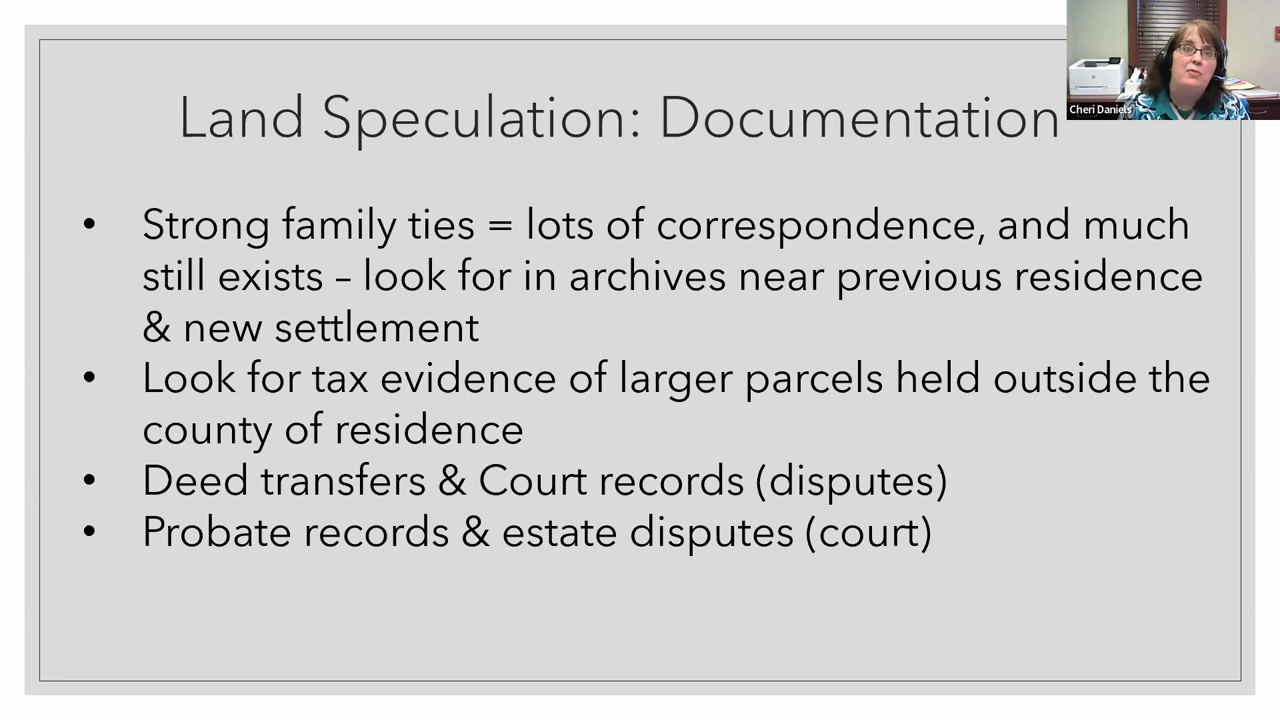 Land Speculation: Documentation
Cheri Daniels
• Strong family ties = lots of correspondence, and much
still exists – look for in archives near previous residence
& new settlement
• Look for tax evidence of larger parcels held outside the
county of residence
• Deed transfers & Court records (disputes)
• Probate records & estate disputes (court)